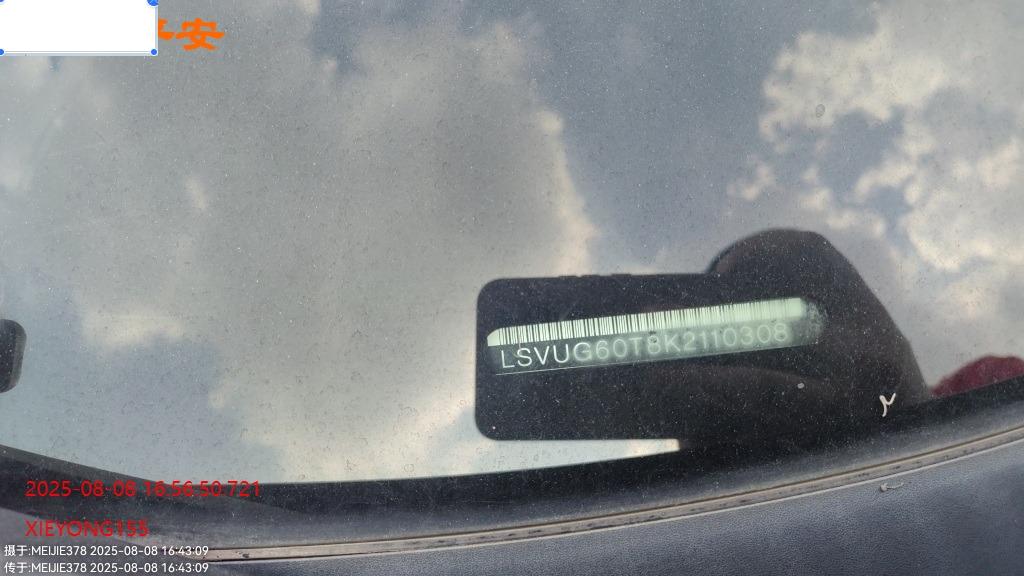 安
LSVUG60T8K2110308
2025-08-08 16:56:50:721
XIEYONG155
摄于:MEIJIE378 2025-08-08 16:43:09
传于:MEIJIE378 2025-08-08 16:43:09